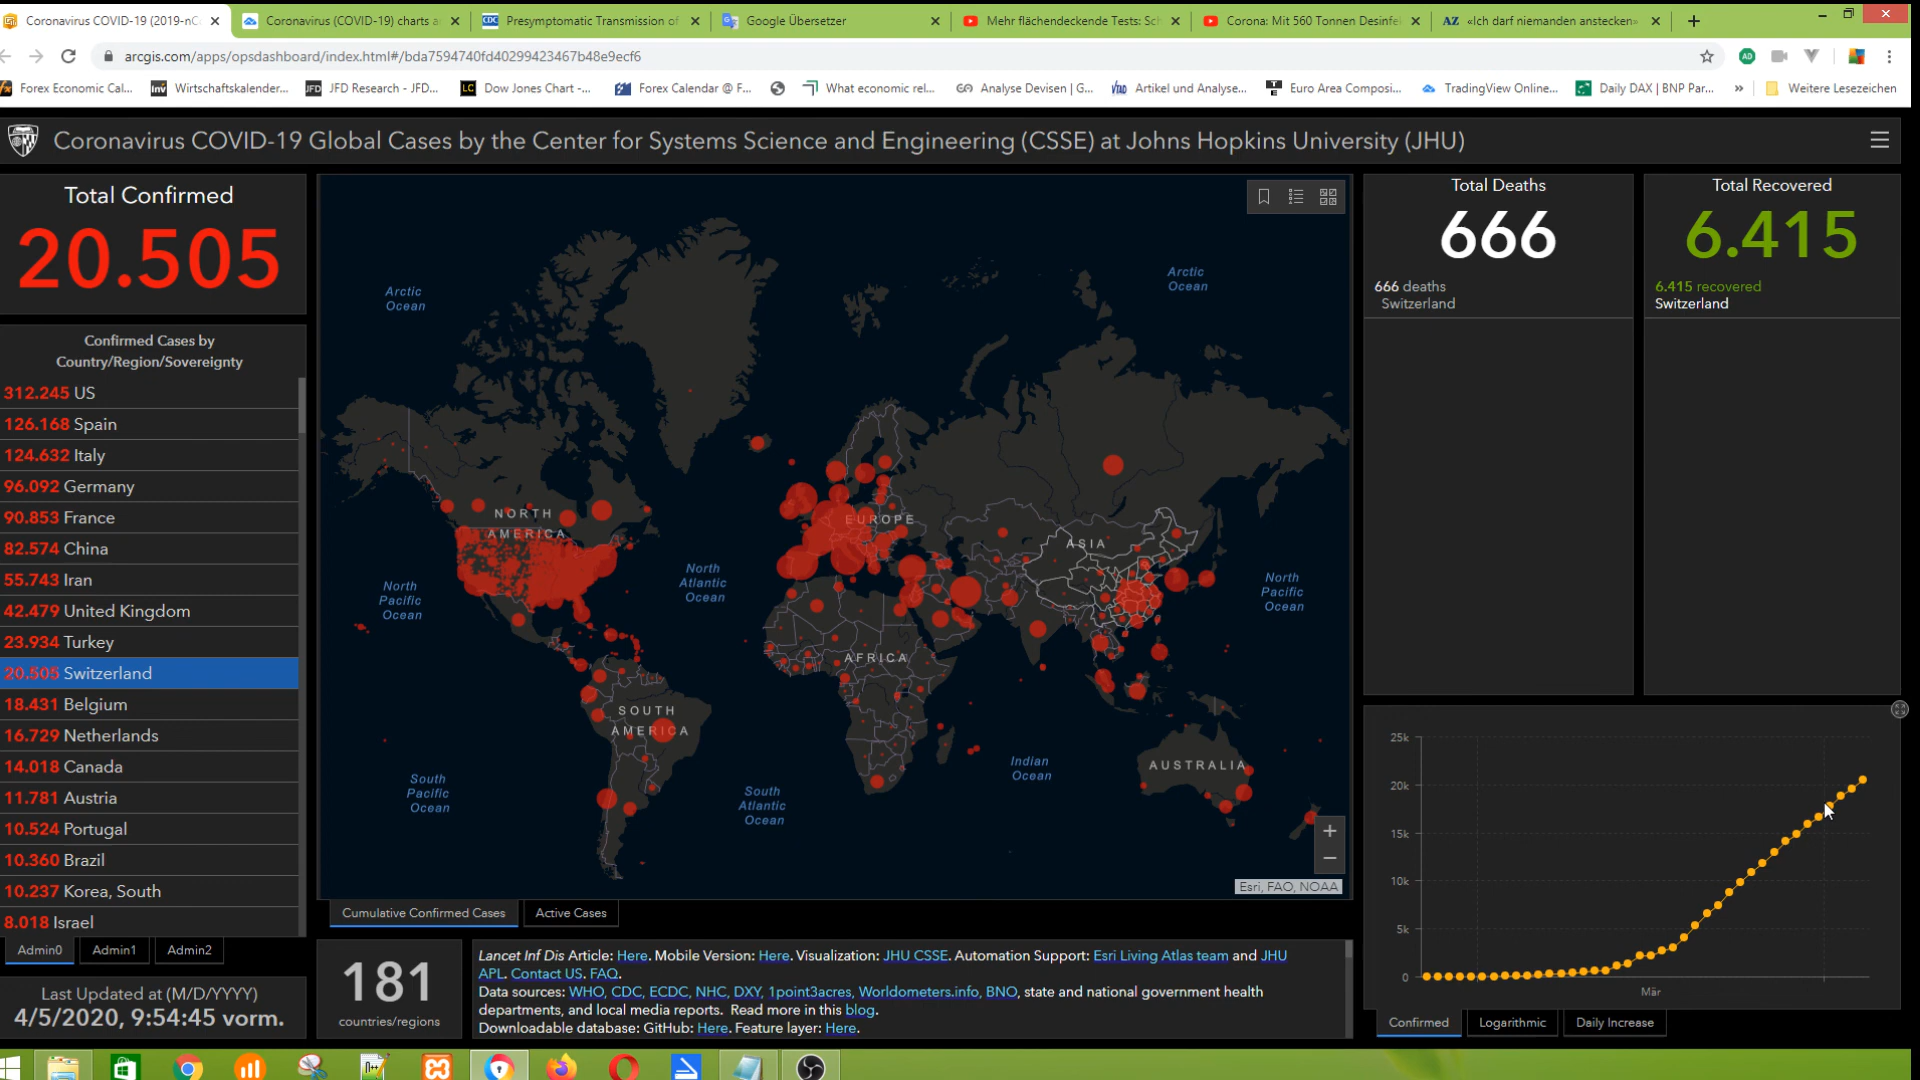 Coronavirus COVID-19 (2019-nC
Coronavirus (COVID-19) charts a
CDC Presymptomatic Transmission of
Google Übersetzer
Mehr flächendeckende Tests: Sch
Corona: Mit 560 Tonnen Desinfek
AZ «Ich darf niemanden anstecken»
arcgis.com/apps/opsdashboard/index.html#/bda7594740fd40299423467b48e9ecf6
Forex Economic Cal...
Inv Wirtschaftskalender...
JFD JFD Research - JFD...
LC Dow Jones Chart -...
Forex Calendar @ F...
What economic rel...
Analyse Devisen | G...
Artikel und Analyse...
Euro Area Composi...
TradingView Online...
Daily DAX | BNP Par...
»
Weitere Lesezeichen
Coronavirus COVID-19 Global Cases by the Center for Systems Science and Engineering (CSSE) at Johns Hopkins University (JHU)
Total Confirmed
20.505
Confirmed Cases by
Country/Region/Sovereignty
312.245 US
126.168 Spain
124.632 Italy
96.092 Germany
90.853 France
82.574 China
55.743 Iran
42.479 United Kingdom
23.934 Turkey
20.505 Switzerland
18.431 Belgium
16.729 Netherlands
14.018 Canada
11.781 Austria
10.524 Portugal
10.360 Brazil
10.237 Korea, South
8.018 Israel
Admin0 Admin1 Admin2
Last Updated at (M/D/YYYY)
4/5/2020, 9:54:45 vorm.
Arctic
Ocean
Arctic
Ocean
NORTH
AMERICA
EUROPE
ASIA
North
Pacific
Ocean
North
Atlantic
Ocean
North
Pacific
Ocean
AFRICA
SOUTH
AMERICA
AUSTRALIA
South
Pacific
Ocean
South
Atlantic
Ocean
Indian
Ocean
+
−
Esri, FAO, NOAA
Cumulative Confirmed Cases Active Cases
181
countries/regions
Lancet Inf Dis Article: Here. Mobile Version: Here. Visualization: JHU CSSE. Automation Support: Esri Living Atlas team and JHU
APL. Contact US. FAQ.
Data sources: WHO, CDC, ECDC, NHC, DXY, 1point3acres, Worldometers.info, BNO, state and national government health
departments, and local media reports. Read more in this blog.
Downloadable database: GitHub: Here. Feature layer: Here.
Total Deaths
666
666 deaths
Switzerland
Total Recovered
6.415
6.415 recovered
Switzerland
25k
20k
15k
10k
5k
0
Mär
Confirmed Logarithmic Daily Increase